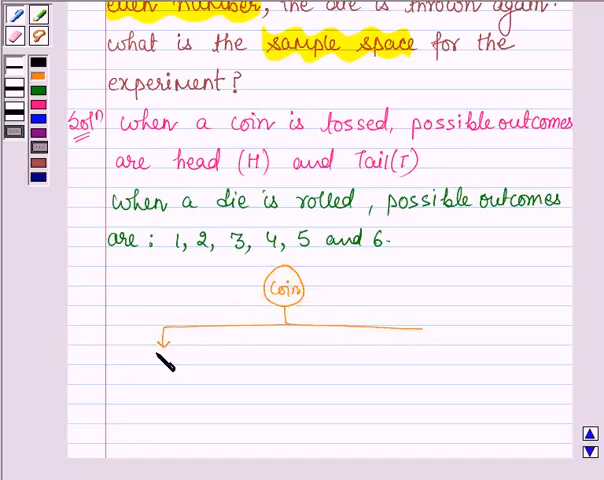 even number, the die is thrown again.
what is the sample space for the
experiment?
Soln when a coin is tossed, possible outcomes
are head (H) and Tail(T)
when a die is rolled, possible outcomes
are : 1, 2, 3, 4, 5 and 6.
Coin